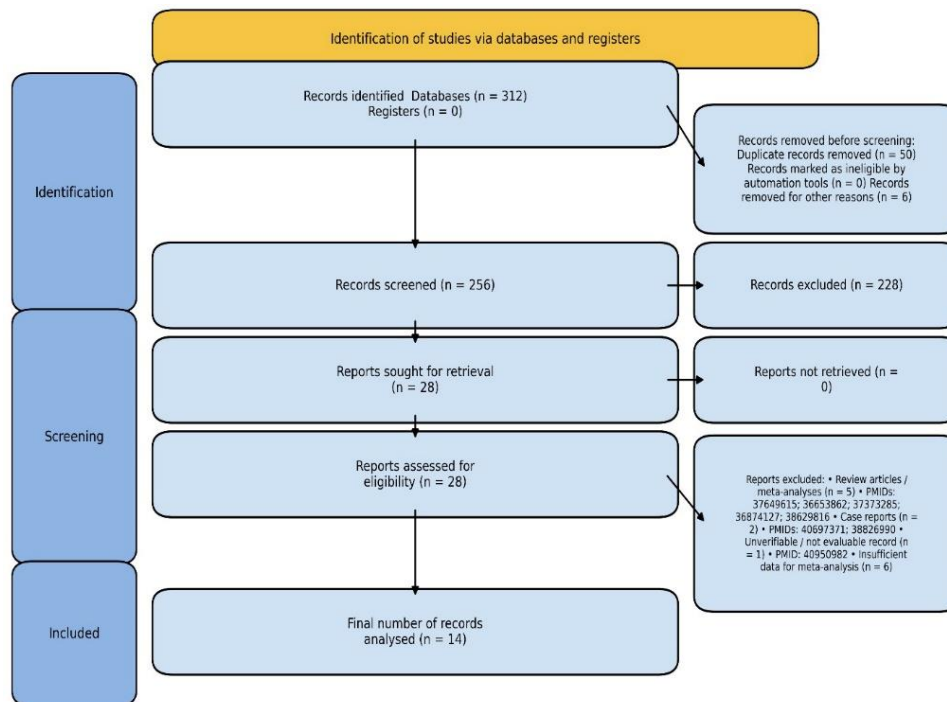 Identification of studies via databases and registers
Identification
Records identified Databases (n = 312)
Registers (n = 0)
Records removed before screening:
Duplicate records removed (n = 50)
Records marked as ineligible by
automation tools (n = 0) Records
removed for other reasons (n = 6)
Records screened (n = 256)
Records excluded (n = 228)
Screening
Reports sought for retrieval
(n = 28)
Reports not retrieved (n =
0)
Reports assessed for
eligibility (n = 28)
Reports excluded: • Review articles /
meta-analyses (n = 5) • PMIDs:
37649615; 36653862; 37373285;
36874127; 38629816 • Case reports (n =
2) • PMIDs: 40697371; 38826990 •
Unverifiable / not evaluable record (n
= 1) • PMID: 40950982 • Insufficient
data for meta-analysis (n = 6)
Included
Final number of records
analysed (n = 14)